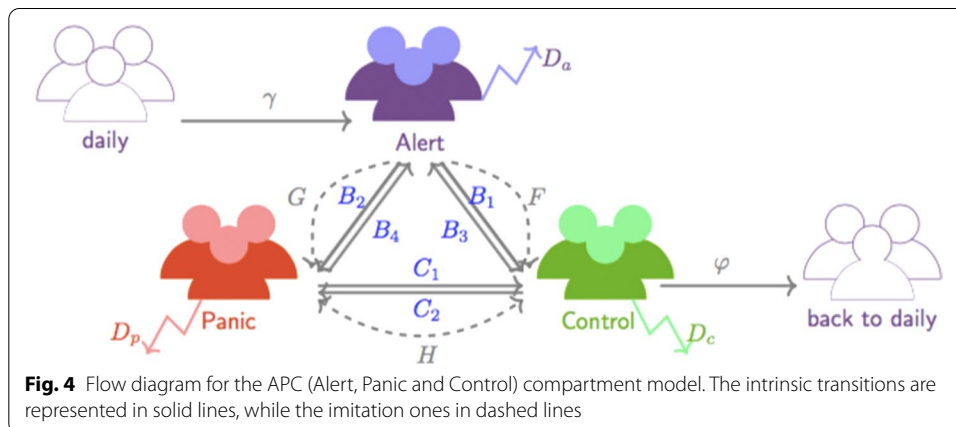 D_a
γ
daily
Alert
G
B_2
B_1
F
B_4
B_3
C_1
φ
C_2
Panic
Control
back to daily
D_p
D_c
H
Fig. 4 Flow diagram for the APC (Alert, Panic and Control) compartment model. The intrinsic transitions are
represented in solid lines, while the imitation ones in dashed lines